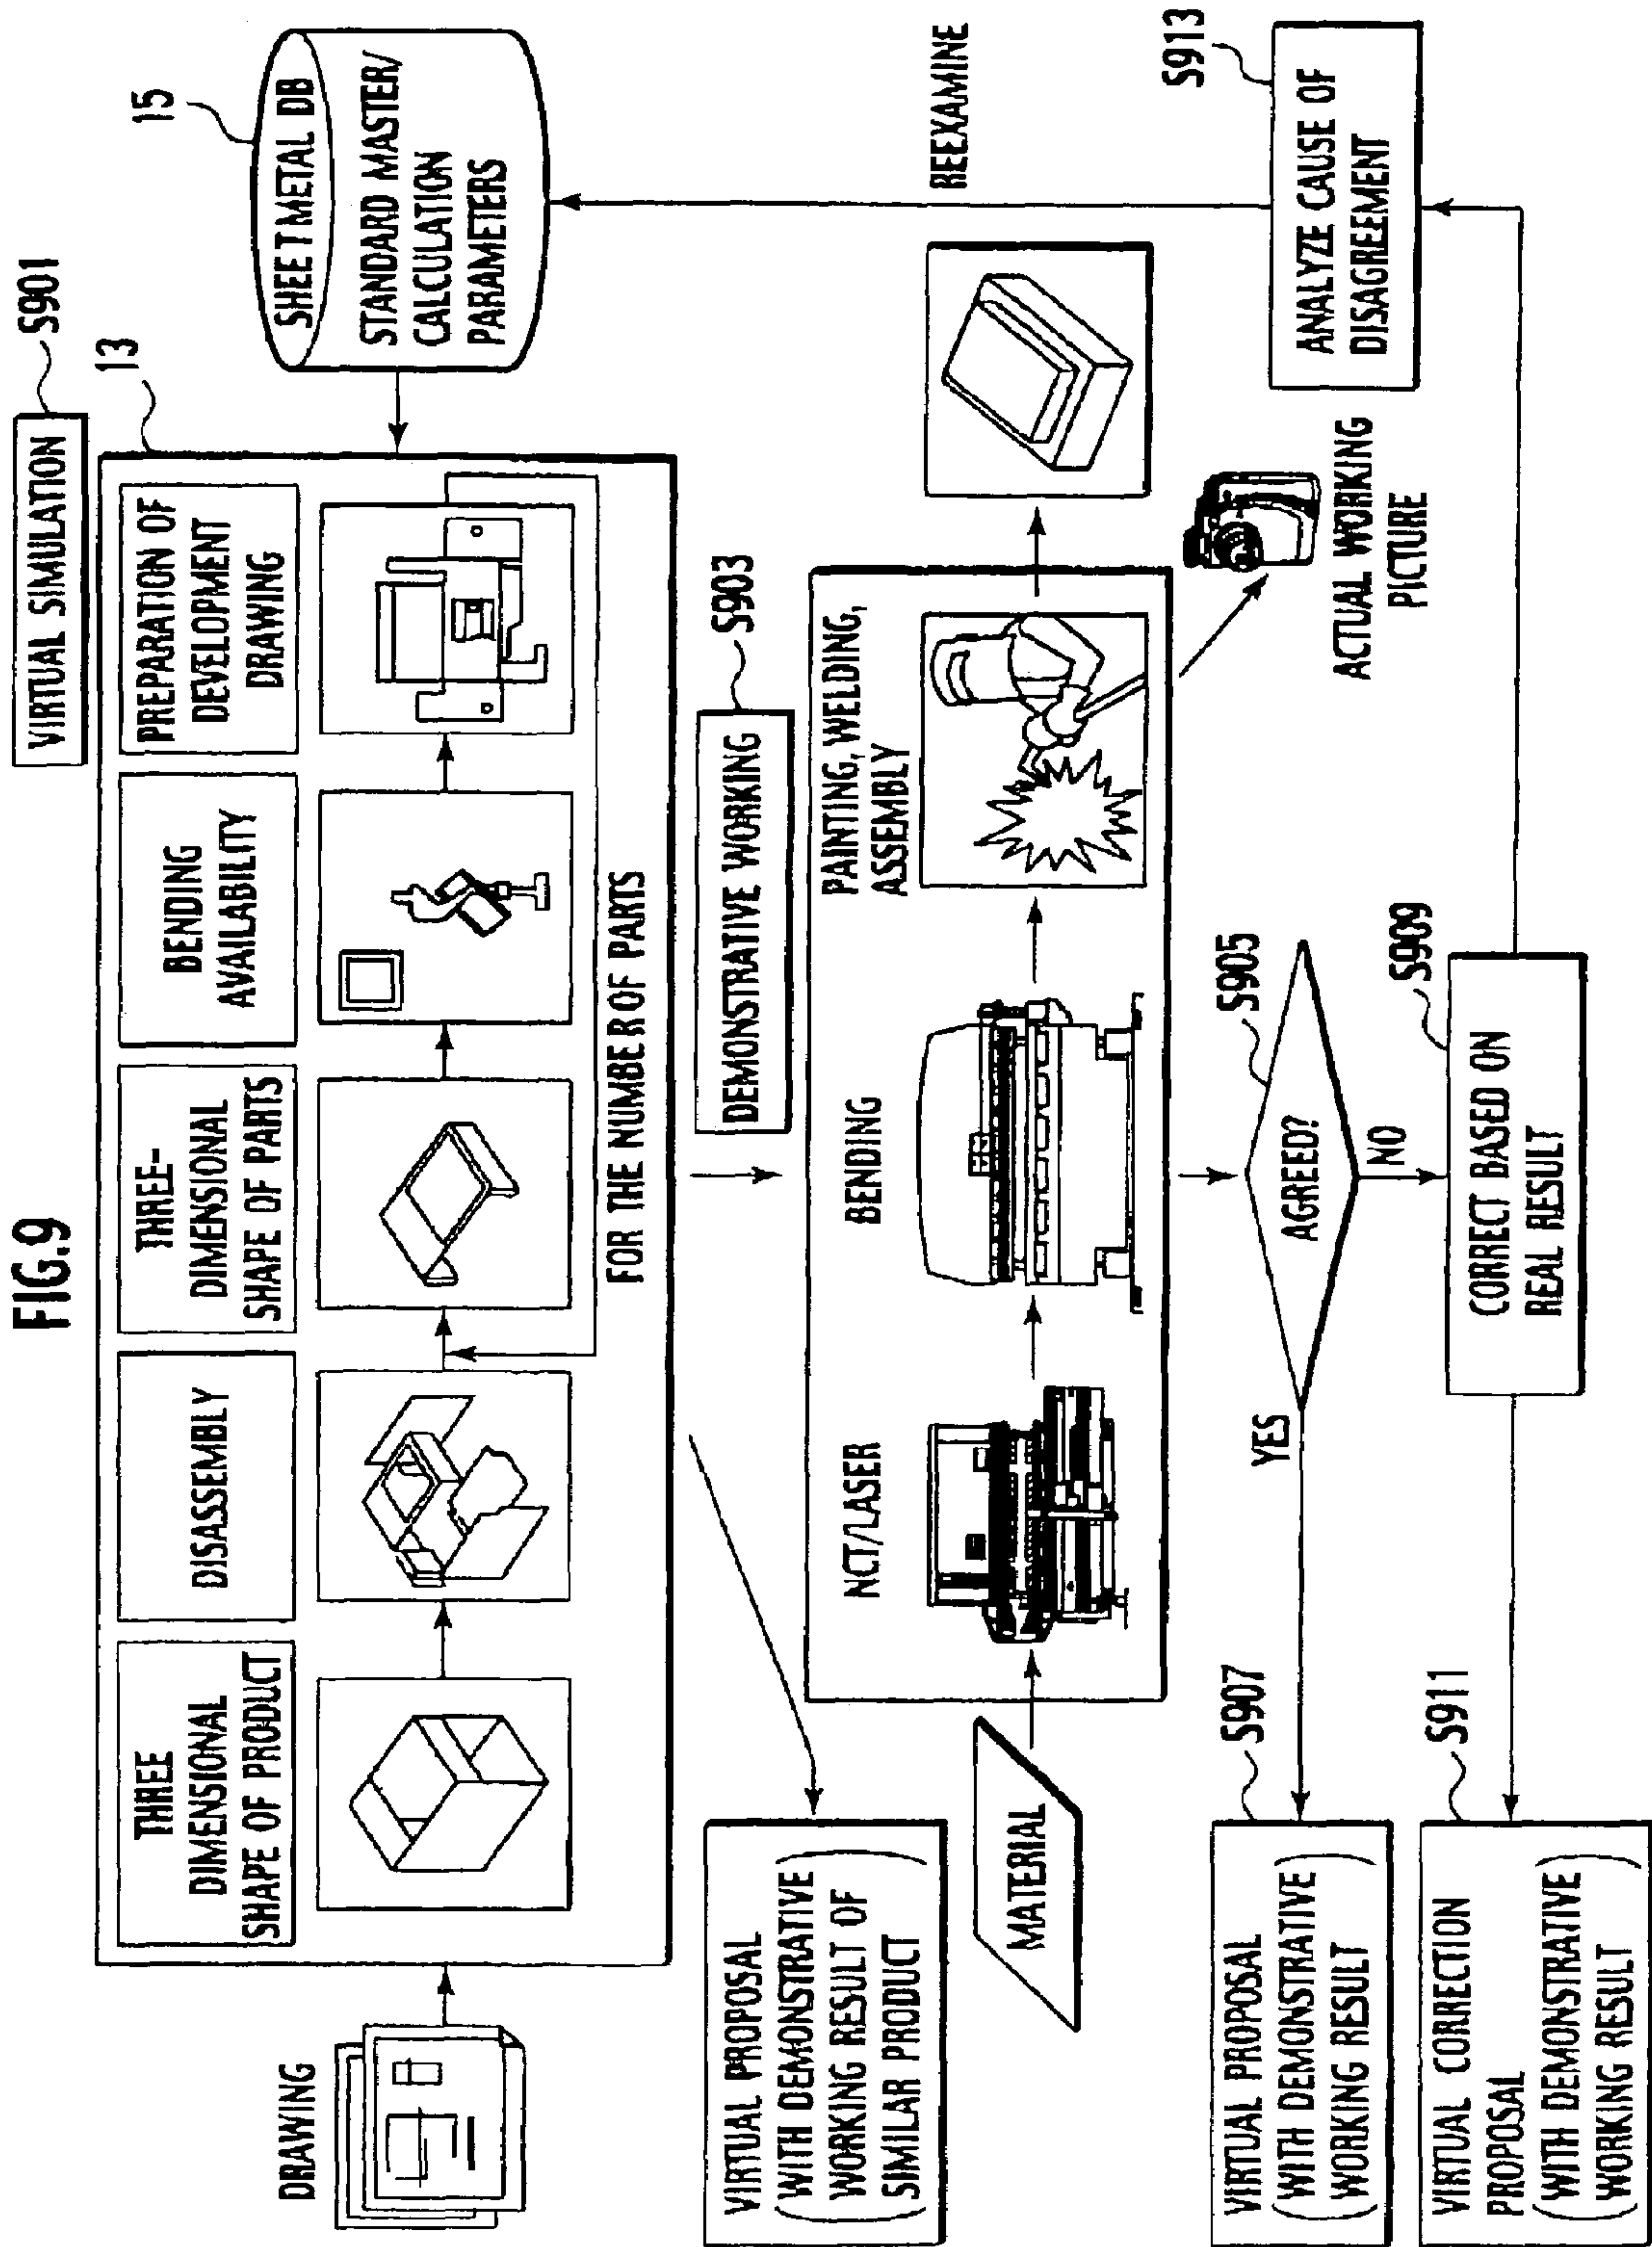 FIG.9
VIRTUAL SIMULATION
S901
13
15
DRAWING
THREE
DIMENSIONAL
SHAPE OF PRODUCT
DISASSEMBLY
THREE-
DIMENSIONAL
SHAPE OF PARTS
BENDING
AVAILABILITY
PREPARATION OF
DEVELOPMENT
DRAWING
SHEETMETAL DB
STANDARD MASTER/
CALCULATION
PARAMETERS
FOR THE NUMBER OF PARTS
DEMONSTRATIVE WORKING
S903
VIRTUAL PROPOSAL
(WITH DEMONSTRATIVE
WORKING RESULT OF
SIMILAR PRODUCT)
MATERIAL
NCT/LASER
BENDING
PAINTING, WELDING,
ASSEMBLY
REEXAMINE
ACTUAL WORKING
PICTURE
AGREED?
S905
YES
NO
VIRTUAL PROPOSAL
(WITH DEMONSTRATIVE
WORKING RESULT)
S907
CORRECT BASED ON
REAL RESULT
S909
VIRTUAL CORRECTION
PROPOSAL
(WITH DEMONSTRATIVE
WORKING RESULT)
S911
ANALYZE CAUSE OF
DISAGREEMENT
S913